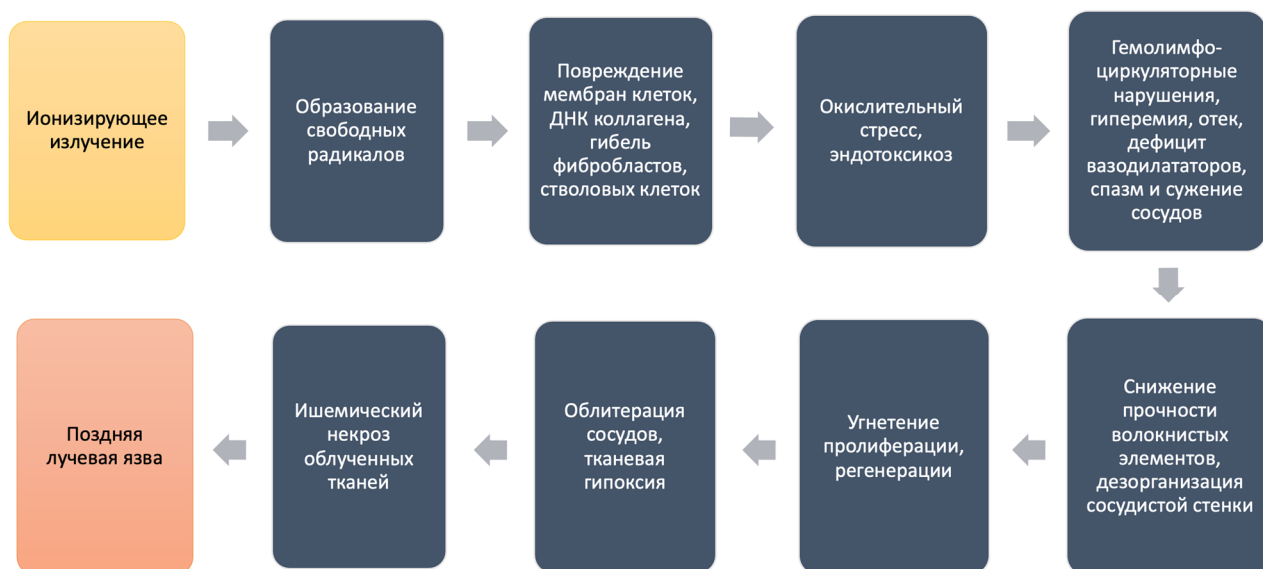 Ионизирующее
излучение
Образование
свободных
радикалов
Повреждение
мембран клеток,
ДНК коллагена,
гибель
фибробластов,
стволовых клеток
Окислительный
стресс,
эндотоксикоз
Гемолимфо-
циркуляторные
нарушения,
гиперемия, отек,
дефицит
вазодилататоров,
спазм и сужение
сосудов
Снижение
прочности
волокнистых
элементов,
дезорганизация
сосудистой стенки
Угнетение
пролиферации,
регенерации
Облитерация
сосудов,
тканевая
гипоксия
Ишемический
некроз
облученных
тканей
Поздняя
лучевая язва